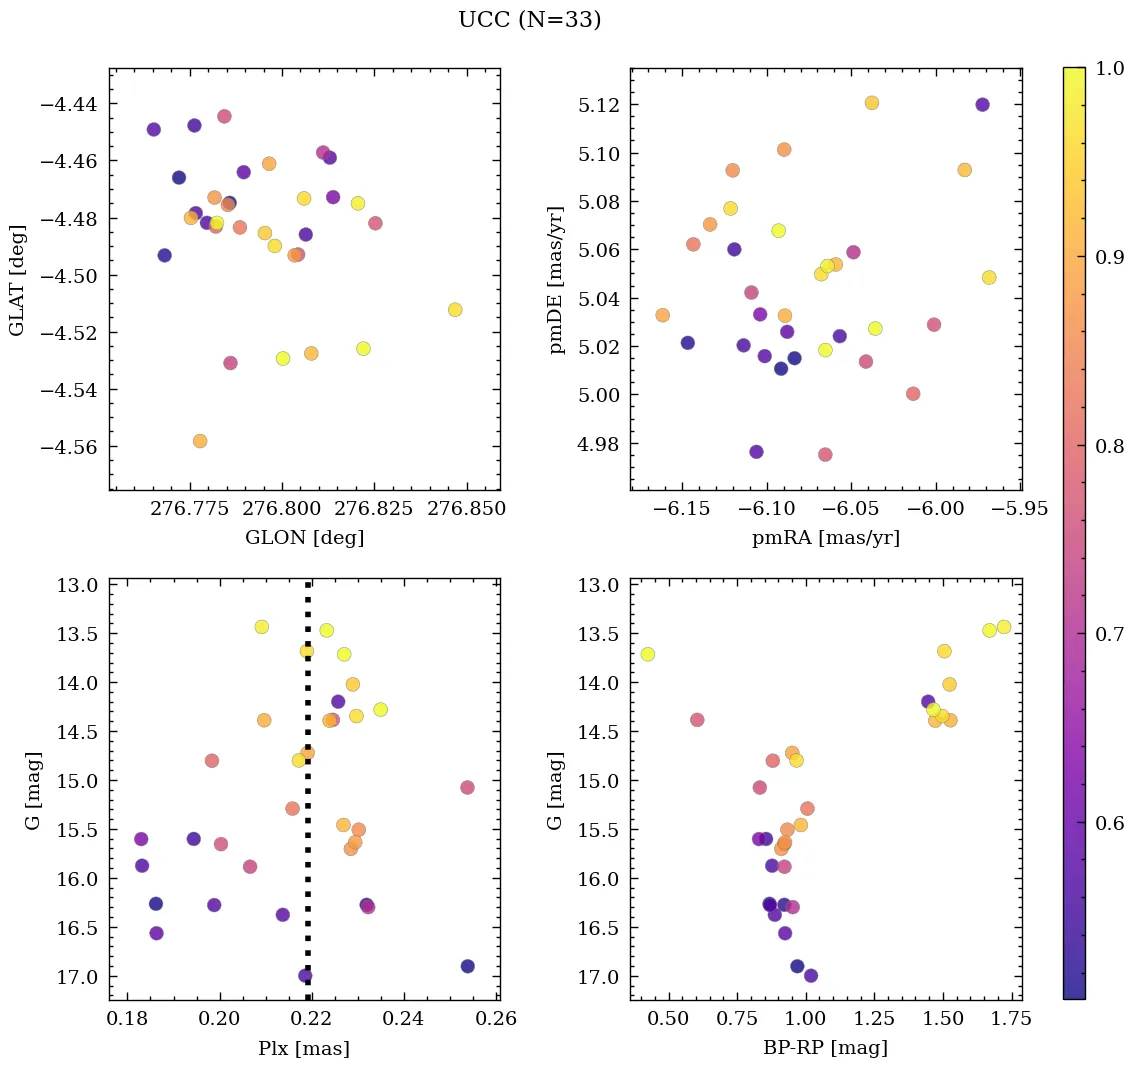 UCC (N=33)
−4.44
−4.46
−4.48
−4.50
−4.52
−4.54
−4.56
GLAT [deg]
276.775 276.800 276.825 276.850
GLON [deg]
5.12
5.10
5.08
5.06
5.04
5.02
5.00
4.98
pmDE [mas/yr]
−6.15 −6.10 −6.05 −6.00 −5.95
pmRA [mas/yr]
13.0
13.5
14.0
14.5
15.0
15.5
16.0
16.5
17.0
G [mag]
0.18 0.20 0.22 0.24 0.26
Plx [mas]
13.0
13.5
14.0
14.5
15.0
15.5
16.0
16.5
17.0
G [mag]
0.50 0.75 1.00 1.25 1.50 1.75
BP-RP [mag]
1.0
0.9
0.8
0.7
0.6